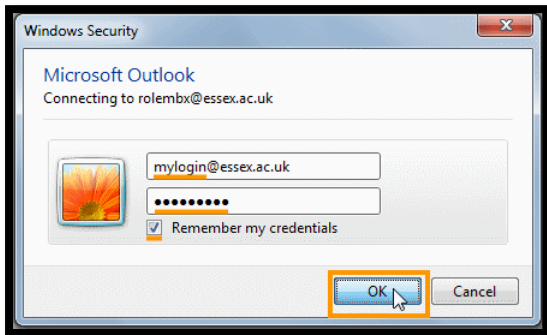 Windows Security
Microsoft Outlook
Connecting to rolembx@essex.ac.uk
mylogin@essex.ac.uk
•••••••••
Remember my credentials
OK
Cancel